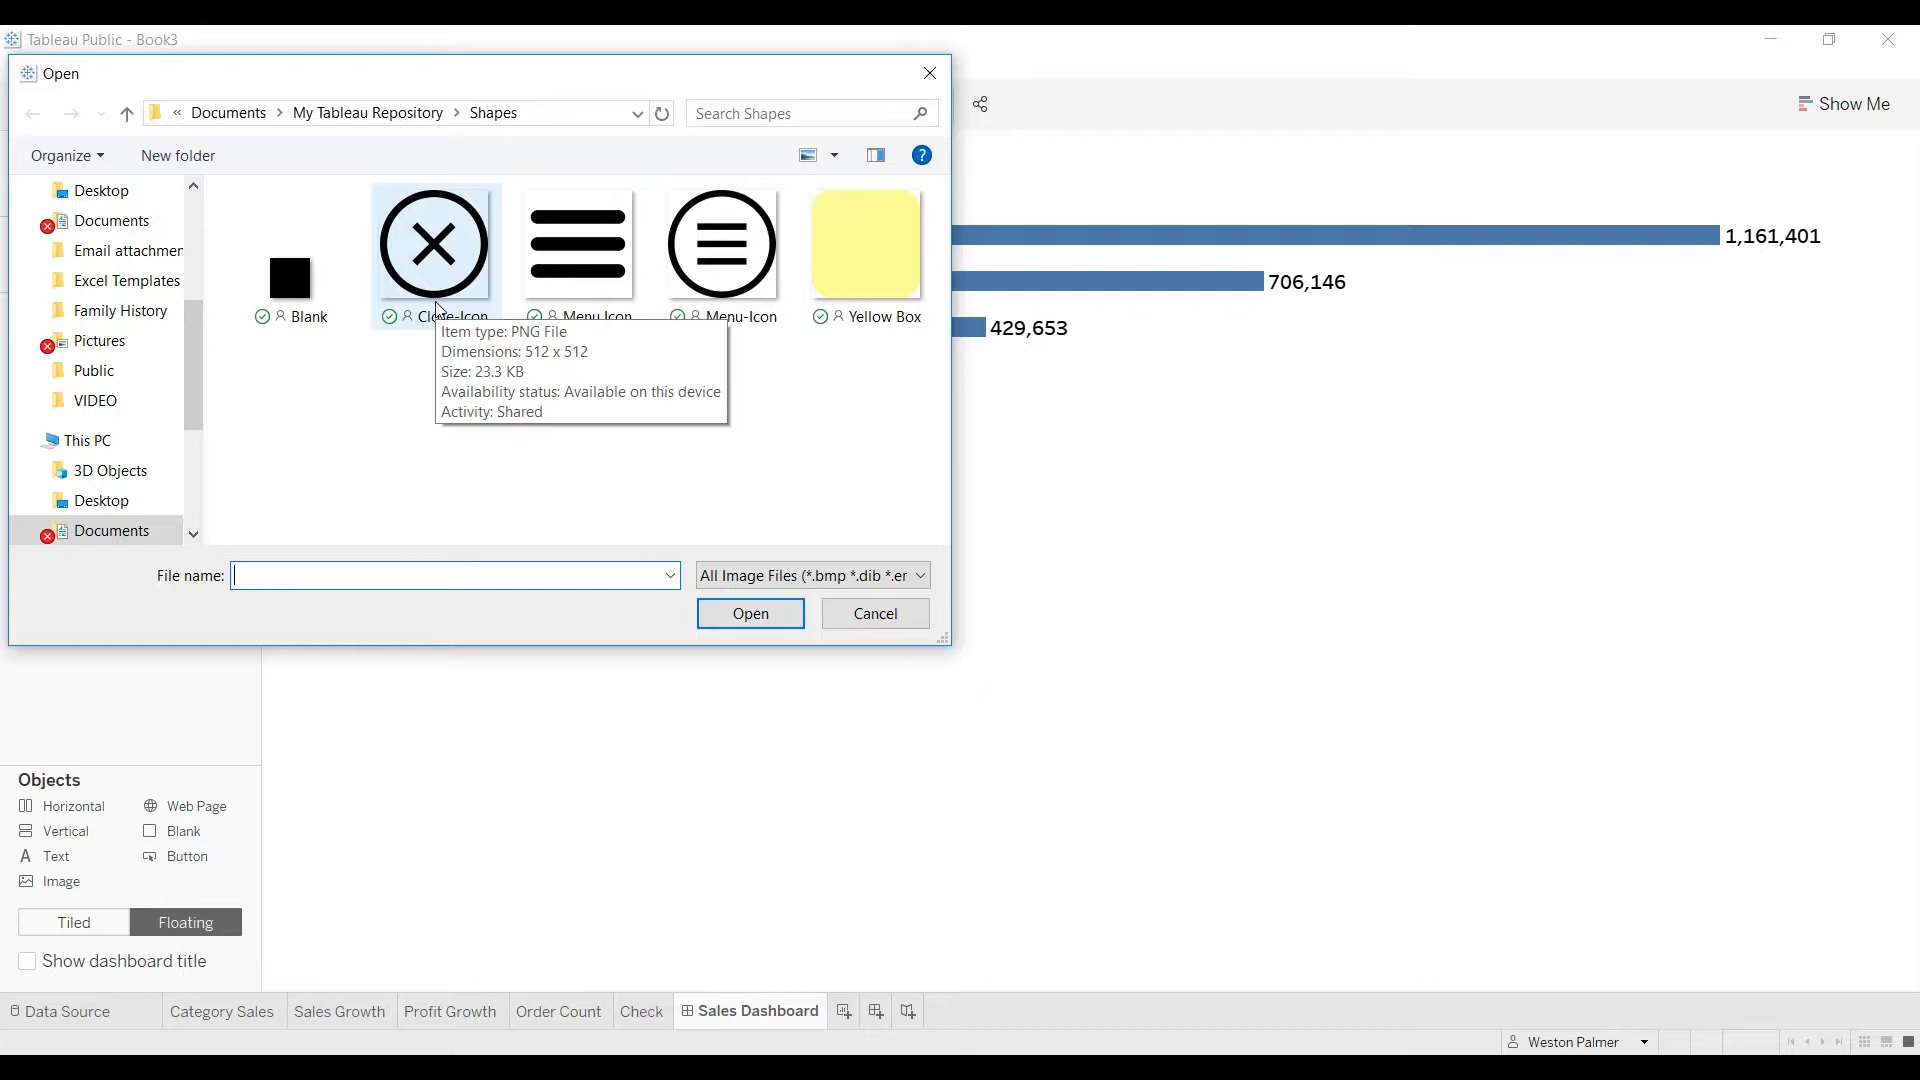 Tableau Public - Book3
Open
« Documents > My Tableau Repository > Shapes
Search Shapes
Show Me
Organize
New folder
Desktop
Documents
Email attachmen
Excel Templates
Family History
Pictures
Public
VIDEO
This PC
3D Objects
Desktop
Documents
Blank
Menu Icon
Menu-Icon
Yellow Box
Item type: PNG File
Dimensions: 512 x 512
Size: 23.3 KB
Availability status: Available on this device
Activity: Shared
1,161,401
706,146
429,653
File name:
All Image Files (*.bmp *.dib *.er
Open
Cancel
Objects
Horizontal
Web Page
Vertical
Blank
Text
Button
Image
Tiled
Floating
Show dashboard title
Data Source
Category Sales
Sales Growth
Profit Growth
Order Count
Check
Sales Dashboard
Weston Palmer